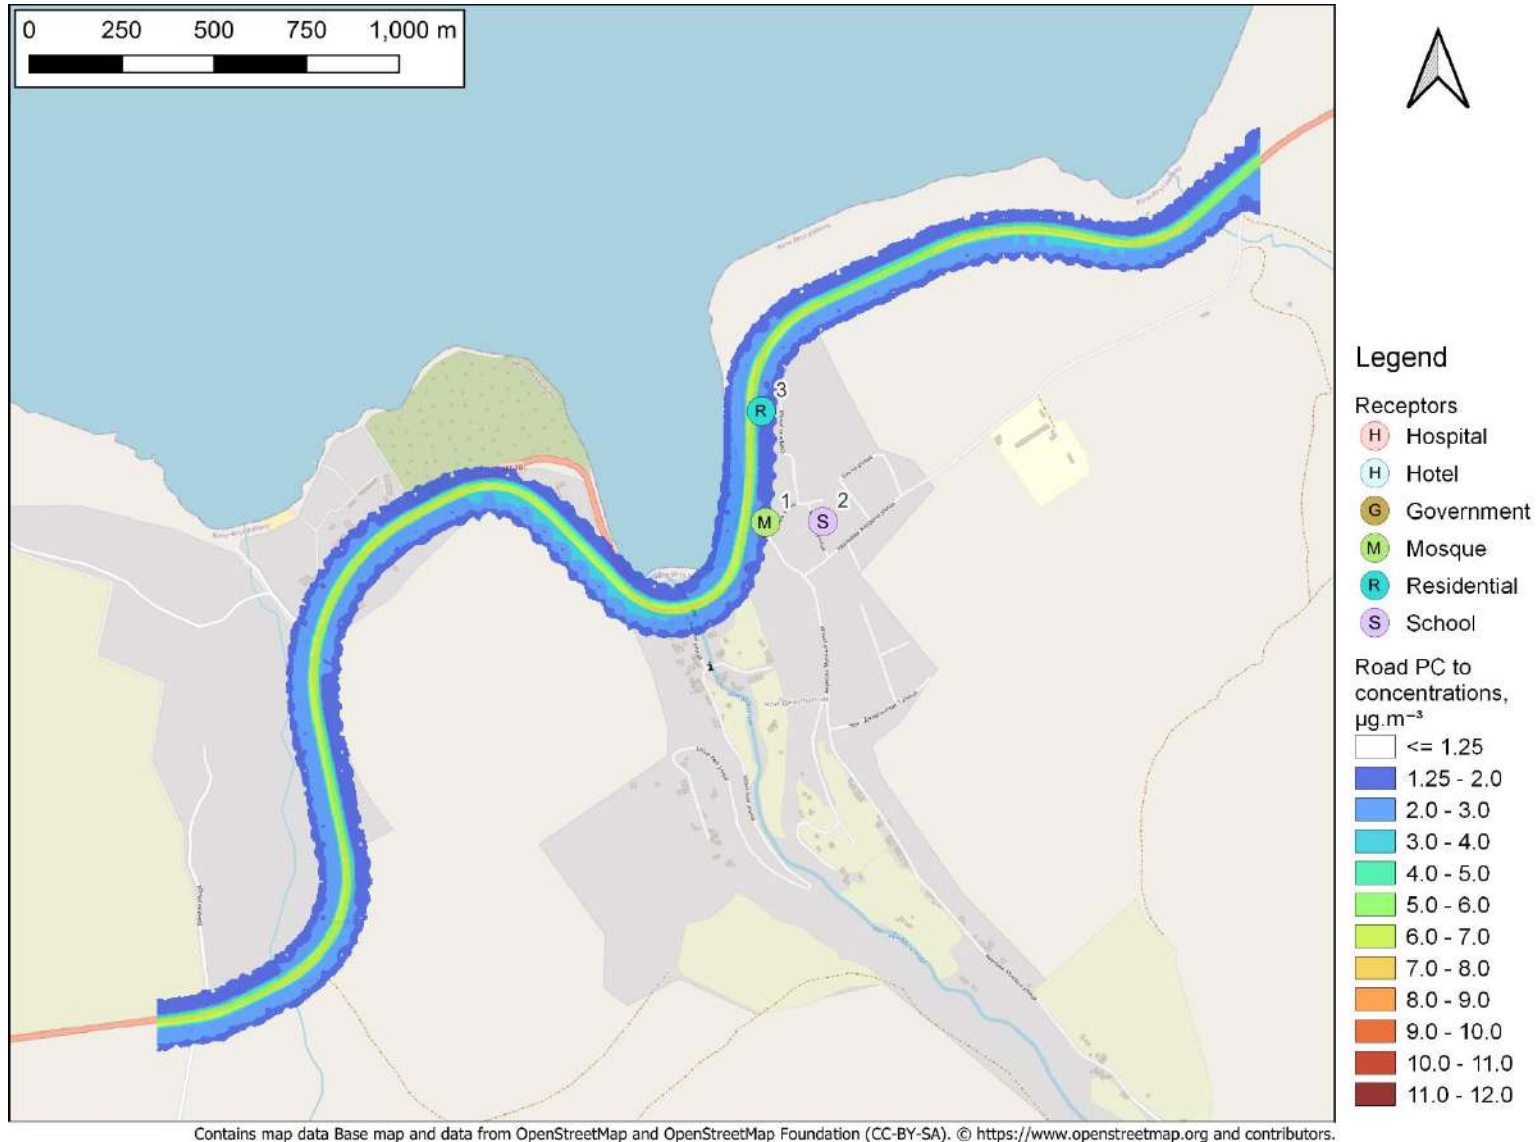 0 250 500 750 1,000 m
3
R
1
2
M
S
Legend
Receptors
H Hospital
H Hotel
G Government
M Mosque
R Residential
S School
Road PC to
concentrations,
µg.m⁻³
<= 1.25
1.25 - 2.0
2.0 - 3.0
3.0 - 4.0
4.0 - 5.0
5.0 - 6.0
6.0 - 7.0
7.0 - 8.0
8.0 - 9.0
9.0 - 10.0
10.0 - 11.0
11.0 - 12.0
Contains map data Base map and data from OpenStreetMap and OpenStreetMap Foundation (CC-BY-SA). © https://www.openstreetmap.org and contributors.